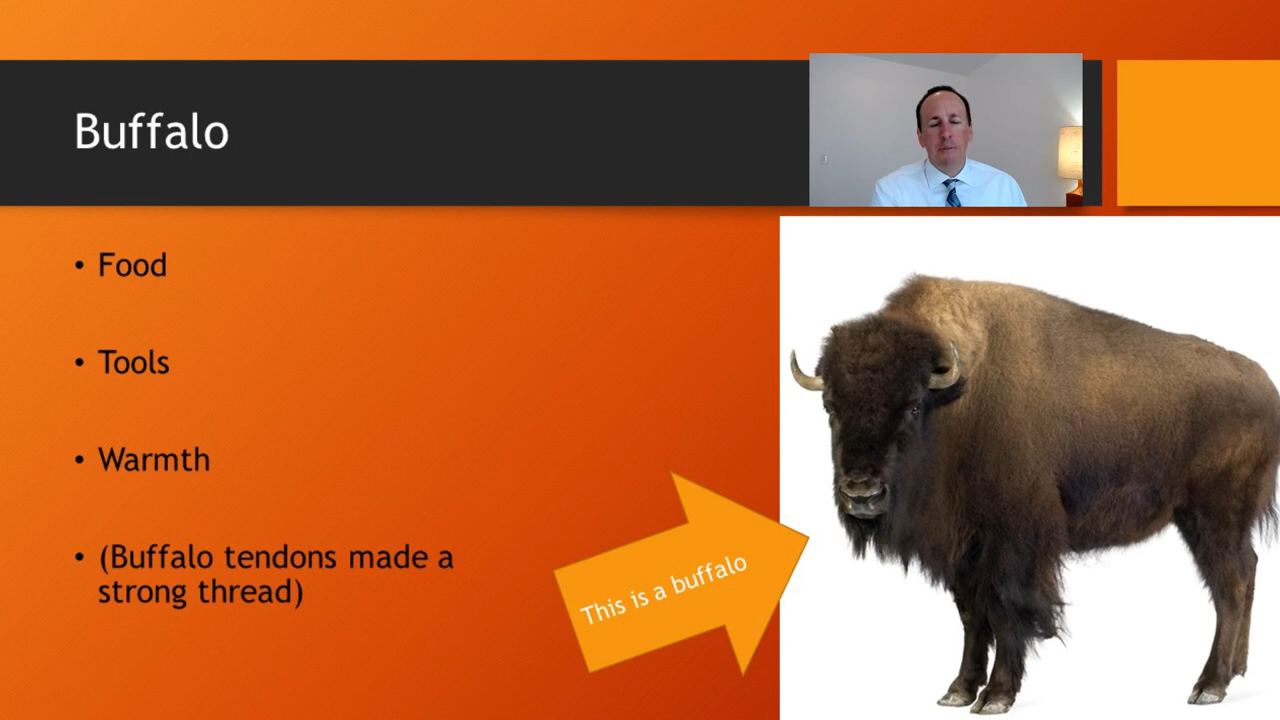 Buffalo
• Food
• Tools
• Warmth
• (Buffalo tendons made a
strong thread)
This is a buffalo